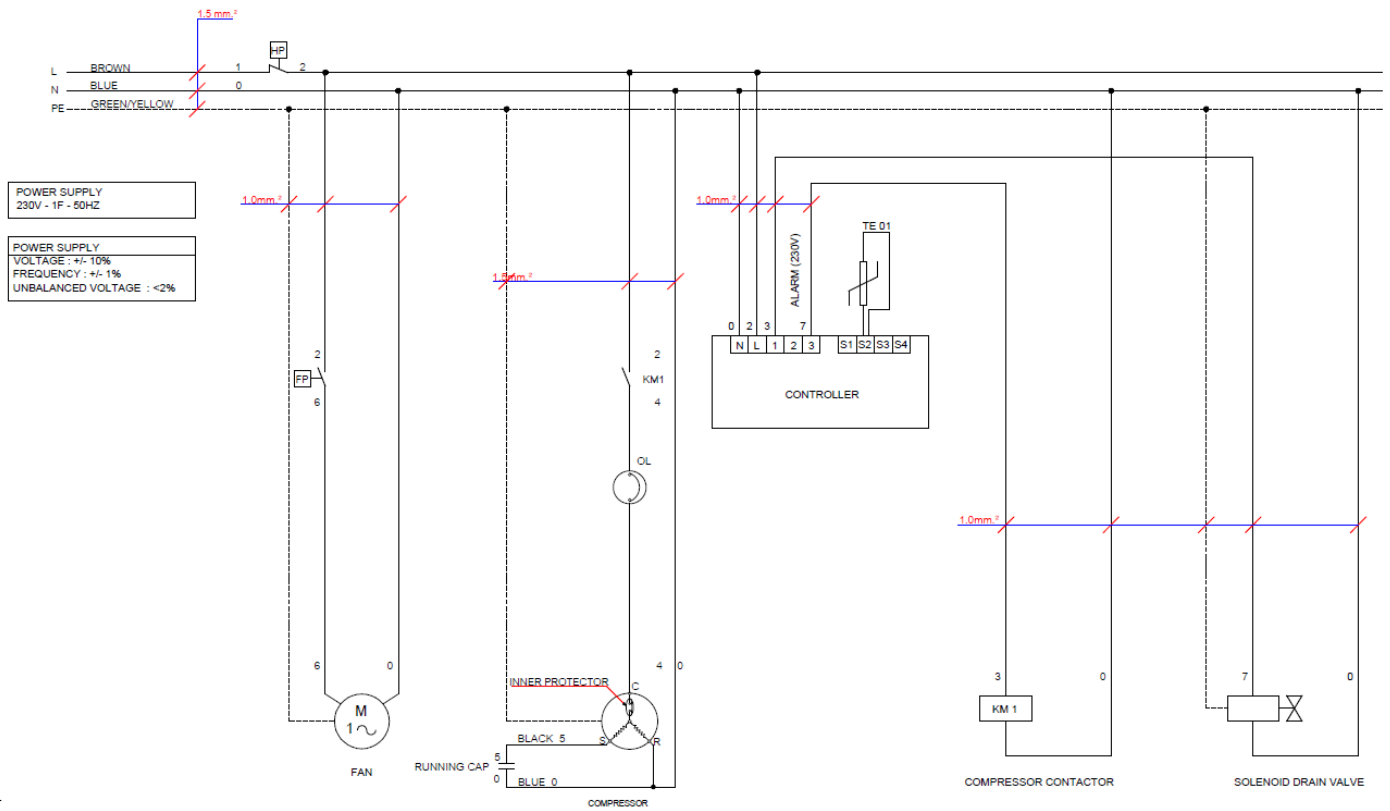 1.5 mm.²
HP
L BROWN 1 2
N BLUE 0
PE GREEN/YELLOW
POWER SUPPLY
230V - 1F - 50HZ
1.0mm.²
1.0mm.²
POWER SUPPLY
VOLTAGE : +/- 10%
FREQUENCY : +/- 1%
UNBALANCED VOLTAGE : <2%
1.5mm.²
TE 01
ALARM (230V)
0 2 3 7
N L 1 2 3 S1 S2 S3 S4
CONTROLLER
2
FP
6
2
KM1
4
OL
1.0mm.²
6 0
4 0
3 0
7 0
INNER PROTECTOR C
M
1
FAN
S R
BLACK 5
RUNNING CAP 5
0 BLUE 0
COMPRESSOR
KM 1
COMPRESSOR CONTACTOR
SOLENOID DRAIN VALVE